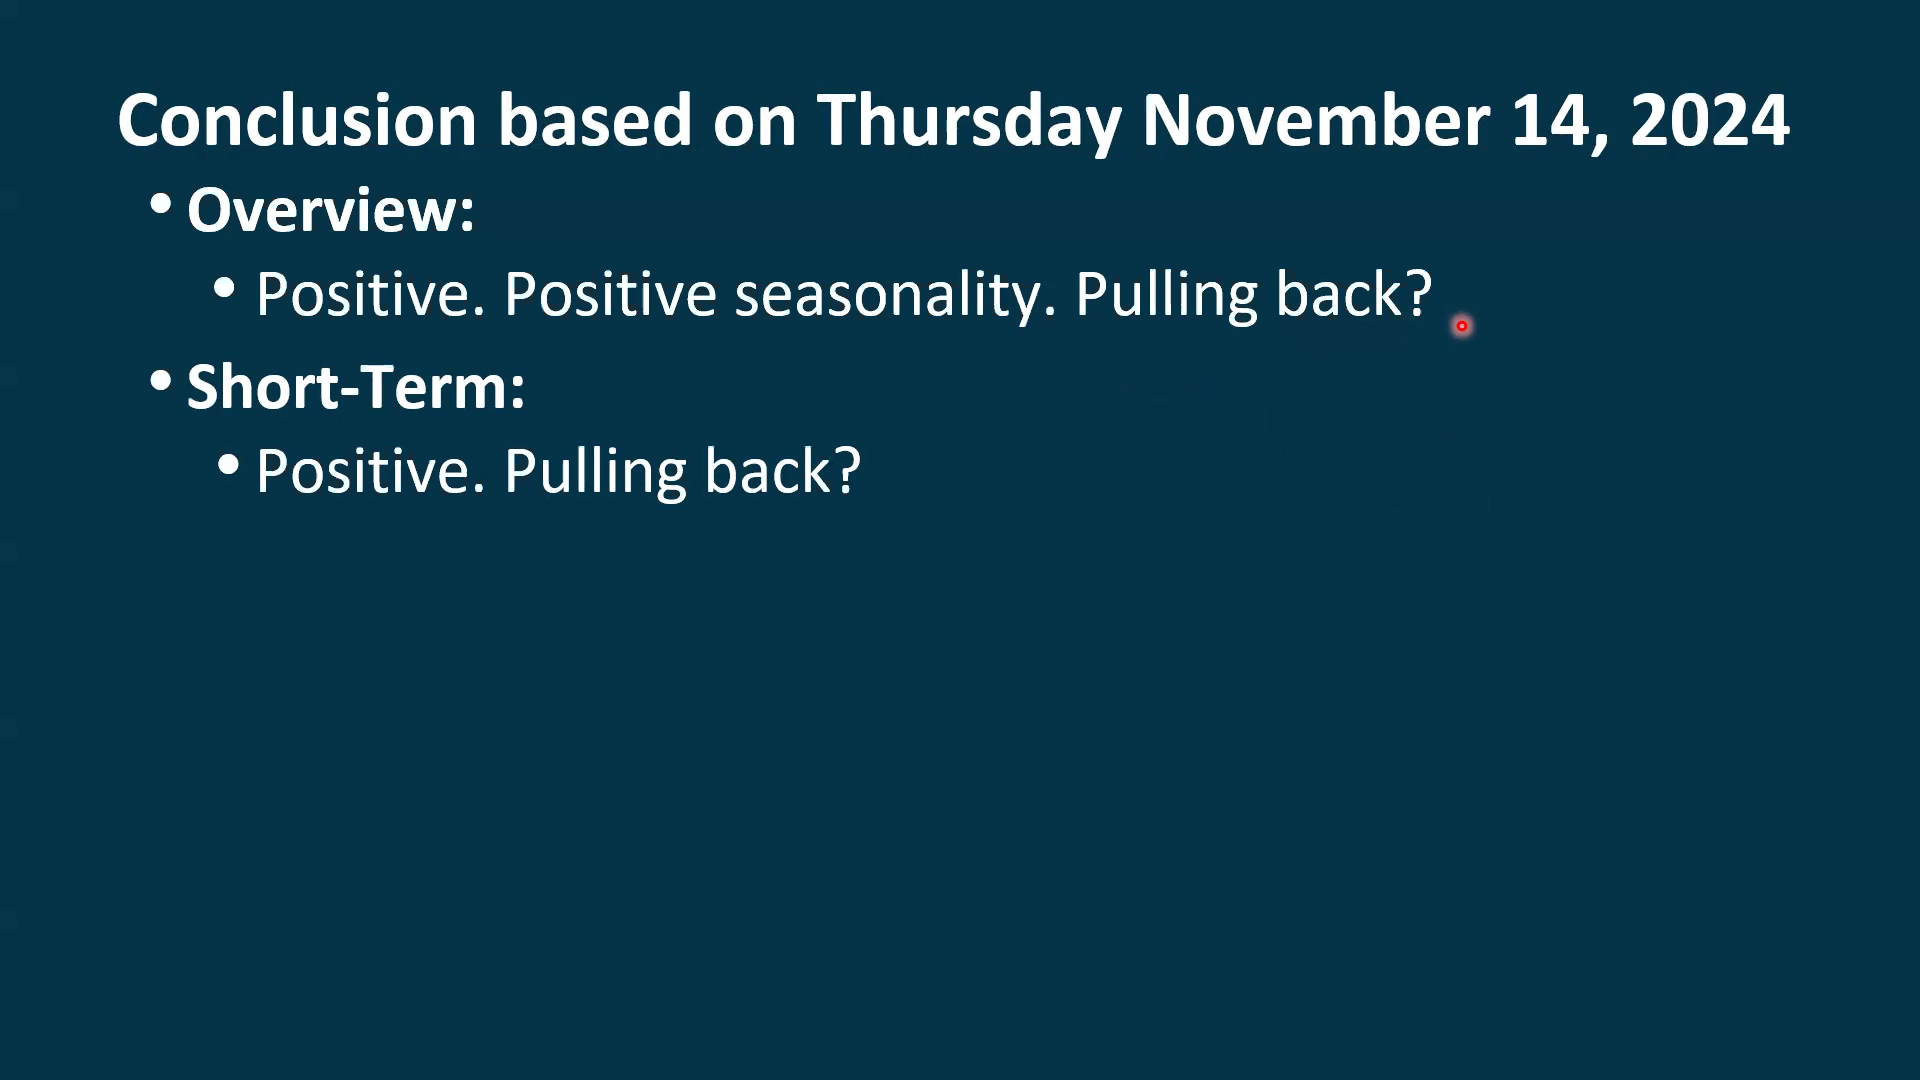 Conclusion based on Thursday November 14, 2024
• Overview:
• Positive. Positive seasonality. Pulling back?
• Short-Term:
• Positive. Pulling back?